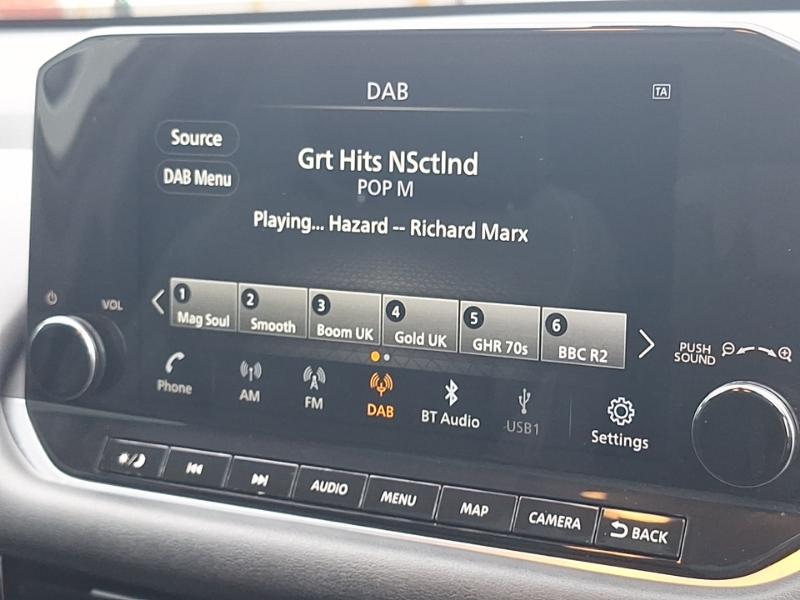 DAB
TA
Source
Grt Hits NSctlnd
DAB Menu
POP M
Playing... Hazard -- Richard Marx
VOL
1 Mag Soul
2 Smooth
3 Boom UK
4 Gold UK
5 GHR 70s
6 BBC R2
PUSH
SOUND
Phone
AM
FM
DAB
BT Audio
USB1
Settings
AUDIO
MENU
MAP
CAMERA
BACK